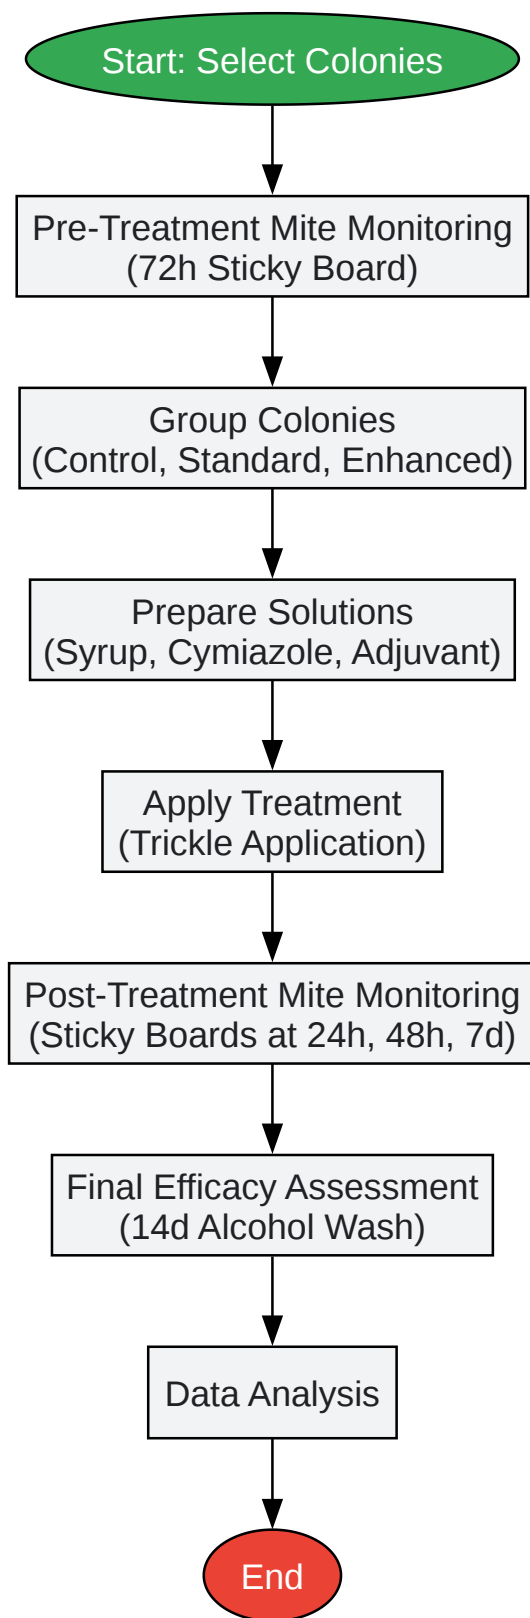 Start: Select Colonies
Pre-Treatment Mite Monitoring
(72h Sticky Board)
Group Colonies
(Control, Standard, Enhanced)
Prepare Solutions
(Syrup, Cymiazole, Adjuvant)
Apply Treatment
(Trickle Application)
Post-Treatment Mite Monitoring
(Sticky Boards at 24h, 48h, 7d)
Final Efficacy Assessment
(14d Alcohol Wash)
Data Analysis
End